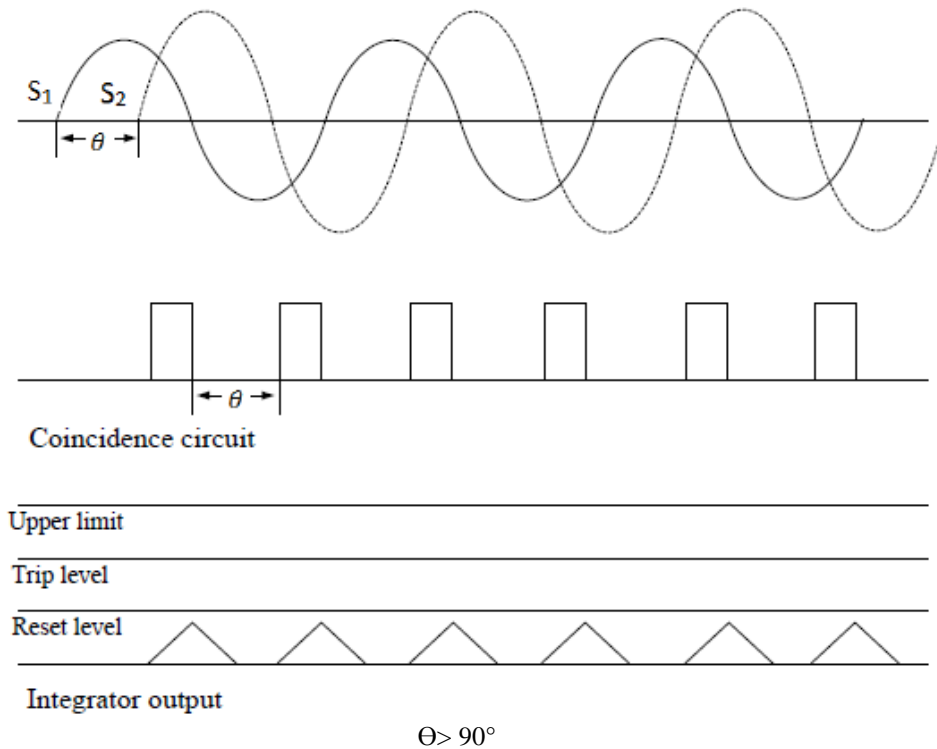 S₁ S₂
θ
θ
Coincidence circuit
Upper limit
Trip level
Reset level
Integrator output
Ө> 90°